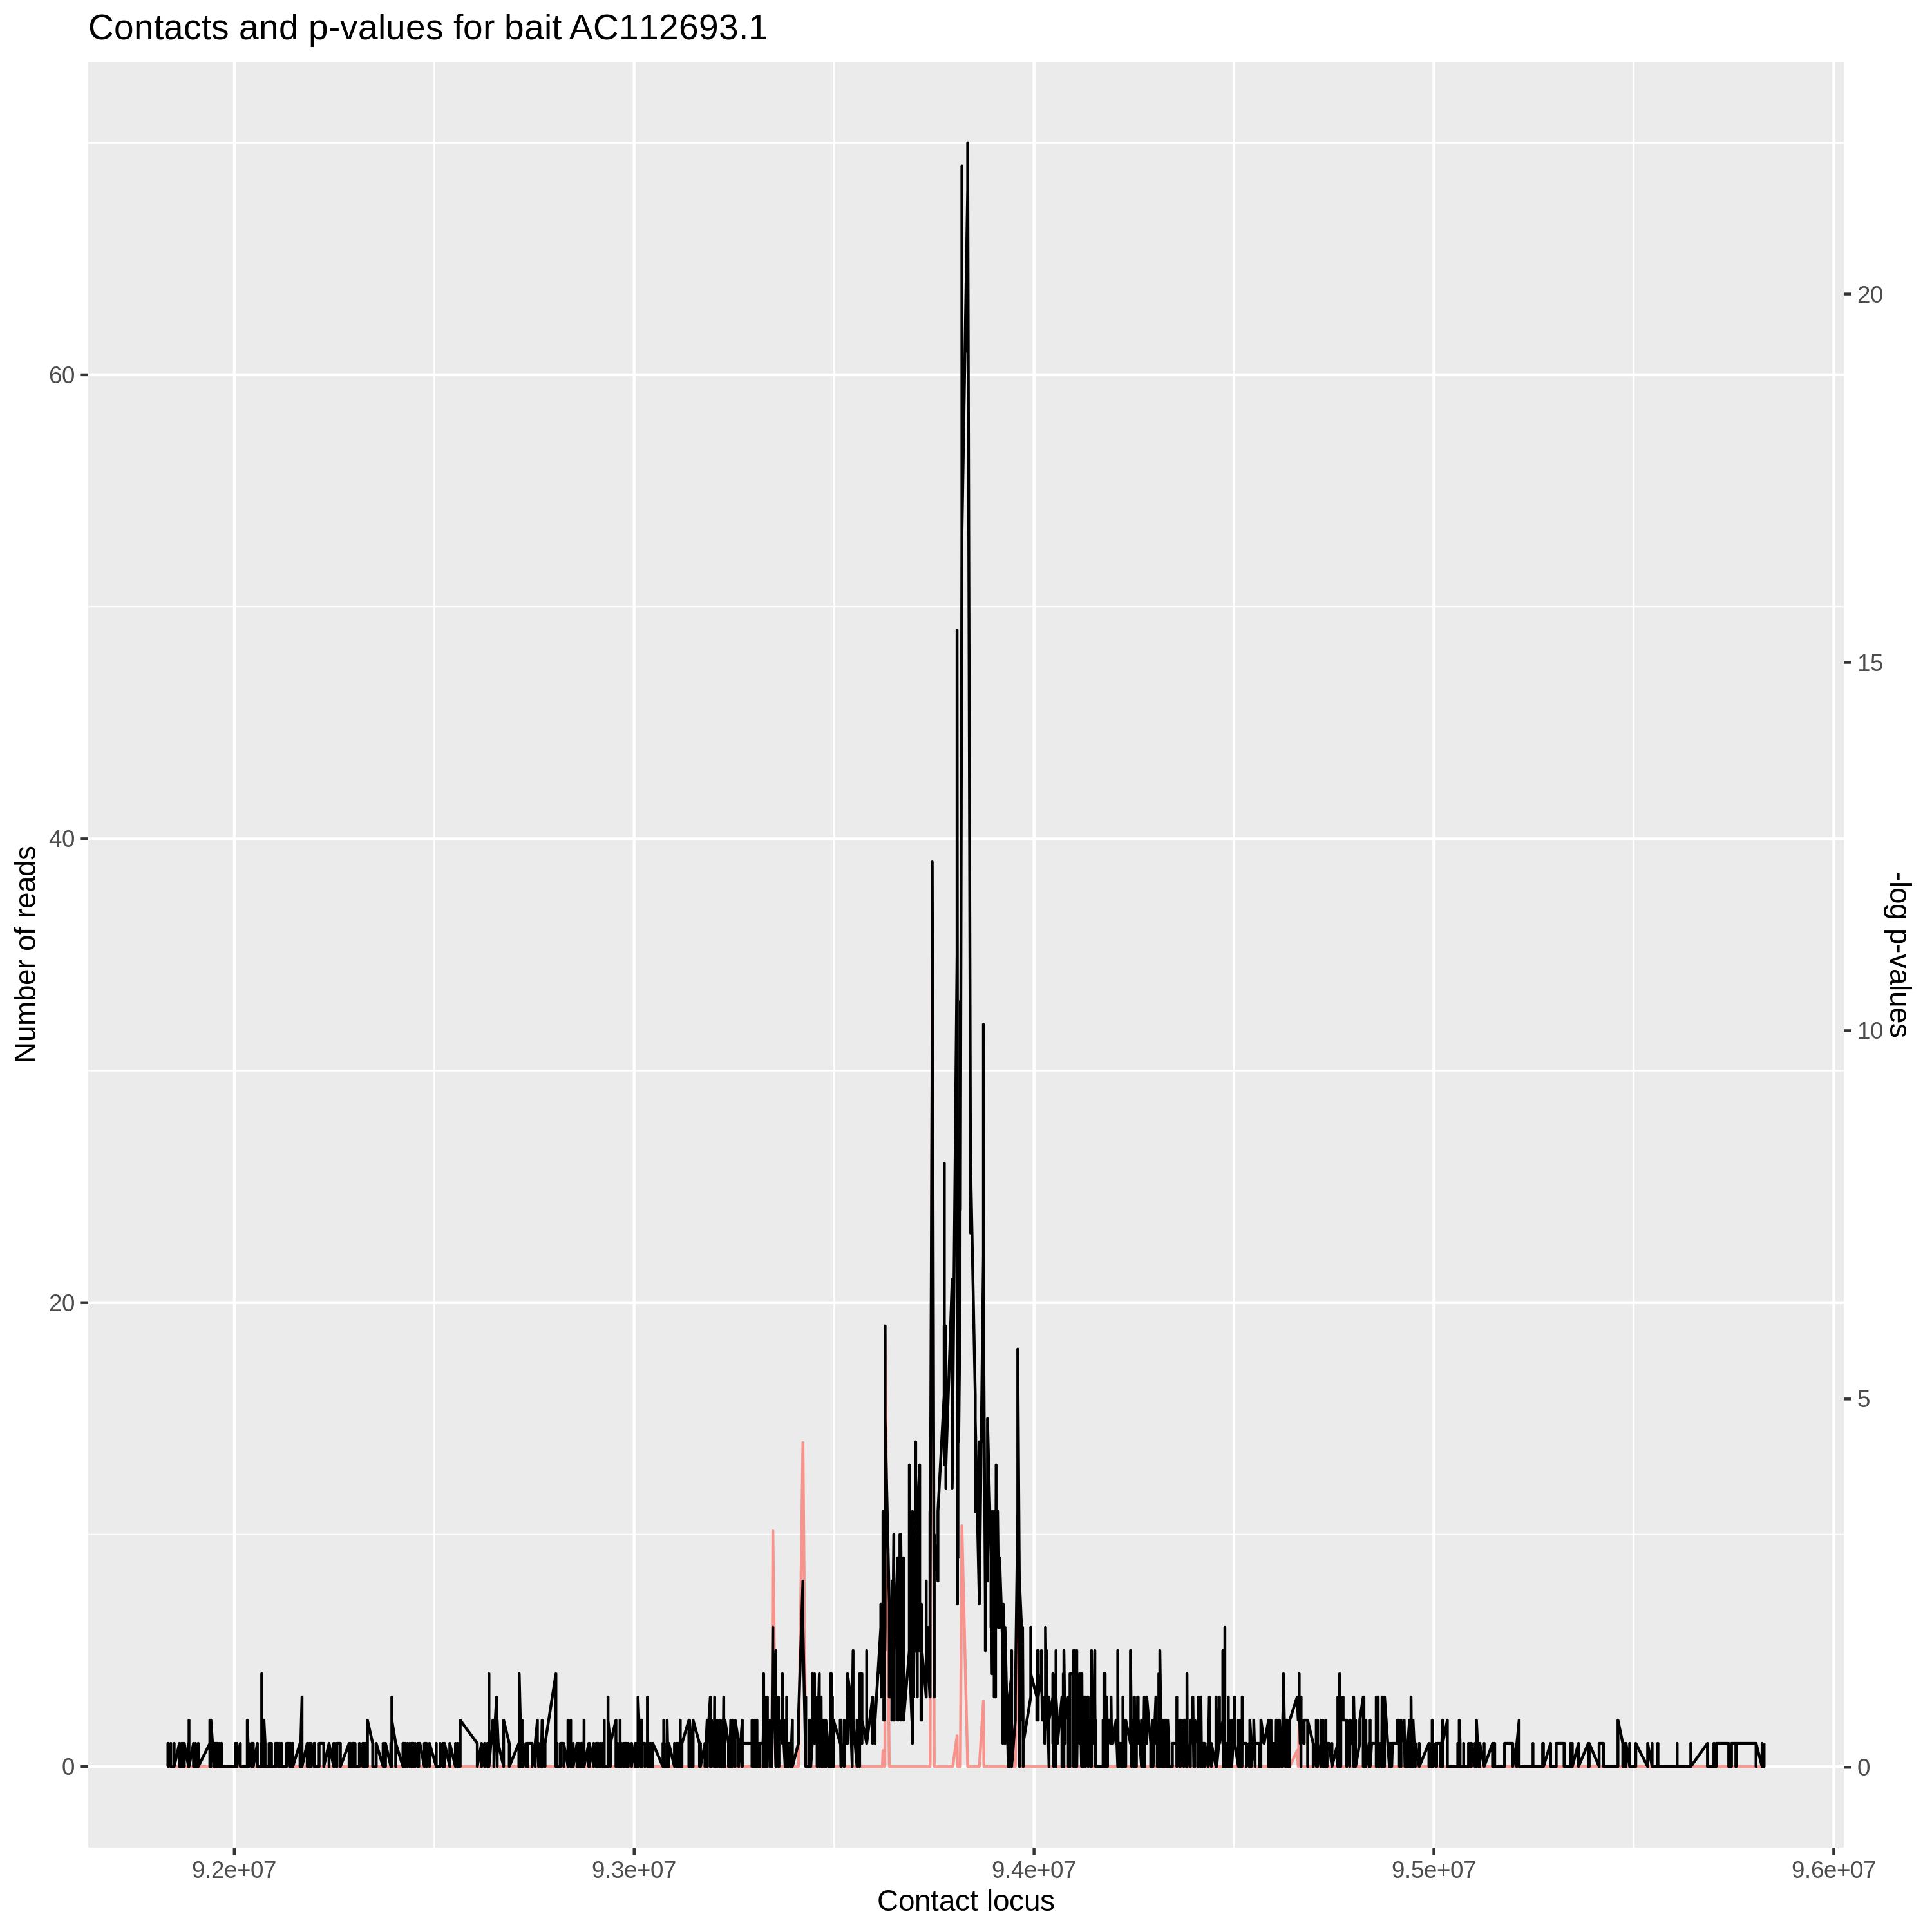 Contacts and p-values for bait AC112693.1
60
40
20
0
Number of reads
20
15
10
5
0
-log p-values
9.2e+07 9.3e+07 9.4e+07 9.5e+07 9.6e+07
Contact locus